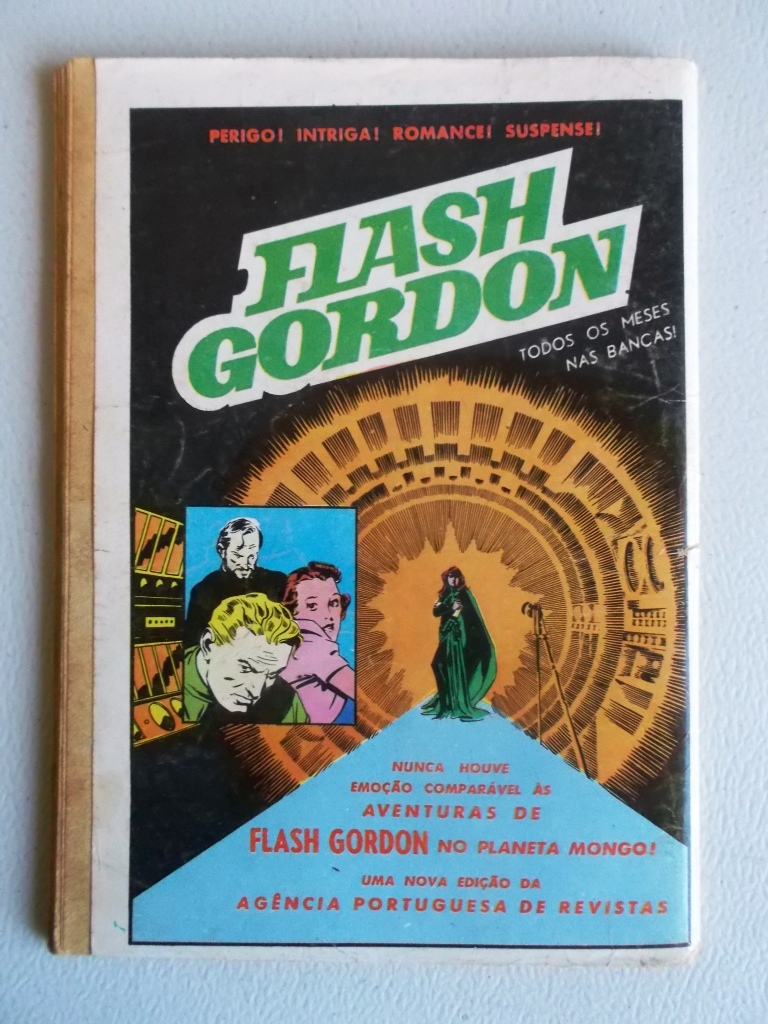 PERIGO! INTRIGA! ROMANCE! SUSPENSE!
FLASH
GORDON
TODOS OS MESES
NAS BANCAS!
NUNCA HOUVE
EMOÇÃO COMPARÁVEL ÀS
AVENTURAS DE
FLASH GORDON NO PLANETA MONGO!
UMA NOVA EDIÇÃO DA
AGÊNCIA PORTUGUESA DE REVISTAS